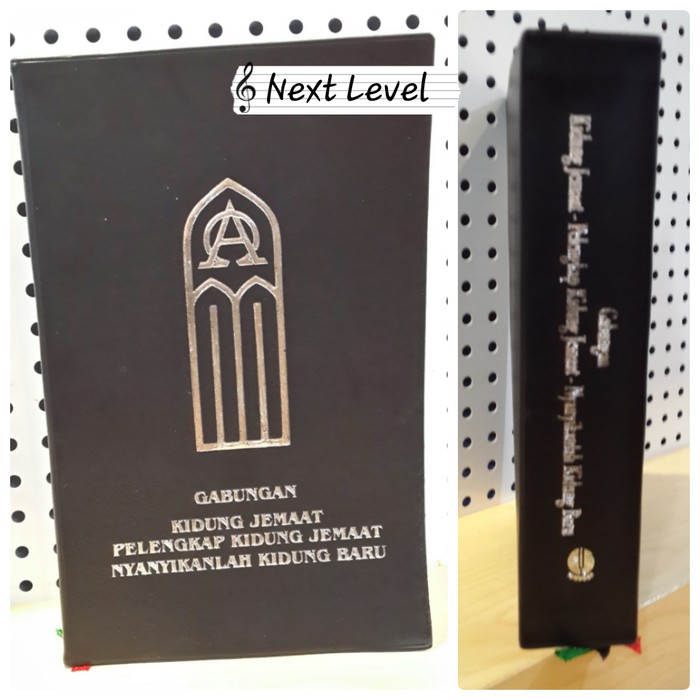 Next Level
GABUNGAN
KIDUNG JEMAAT
PELENGKAP KIDUNG JEMAAT
NYANYIKANLAH KIDUNG BARU
Gabungan
Kidung Jemaat - Pelengkap Kidung Jemaat - Nyanyikanlah Kidung Baru